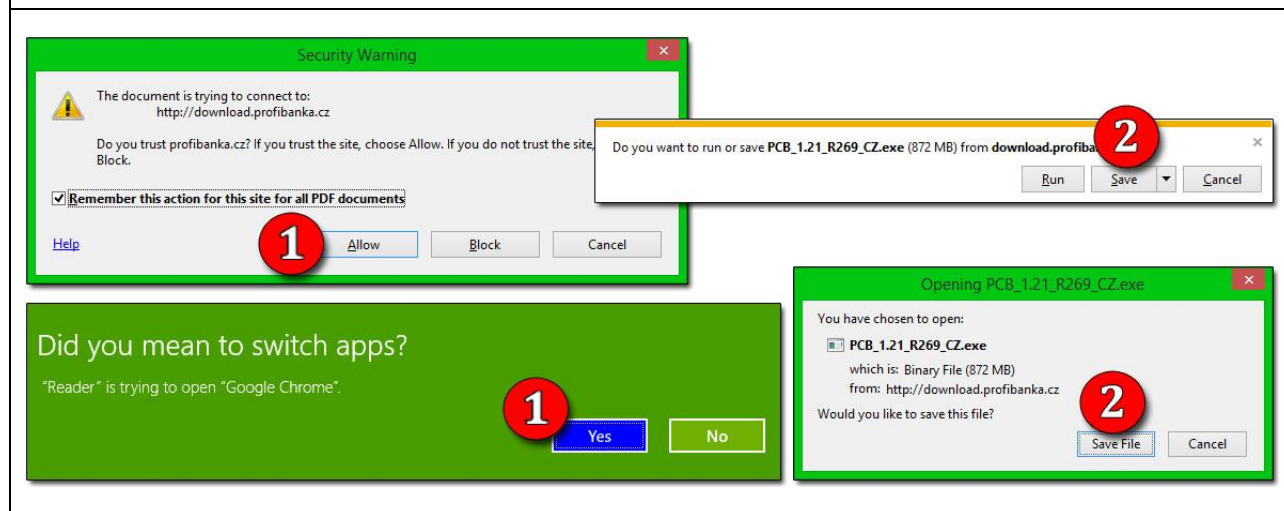 Security Warning
The document is trying to connect to:
http://download.profibanka.cz
Do you trust profibanka.cz? If you trust the site, choose Allow. If you do not trust the site,
Block.
Remember this action for this site for all PDF documents
Help
1
Allow
Block
Cancel
2
Do you want to run or save PCB_1.21_R269_CZ.exe (872 MB) from download.profiba
Run
Save
Cancel
Did you mean to switch apps?
"Reader" is trying to open "Google Chrome".
1
Yes
No
Opening PCB_1.21_R269_CZ.exe
You have chosen to open:
PCB_1.21_R269_CZ.exe
which is: Binary File (872 MB)
from: http://download.profibanka.cz
Would you like to save this file?
2
Save File
Cancel